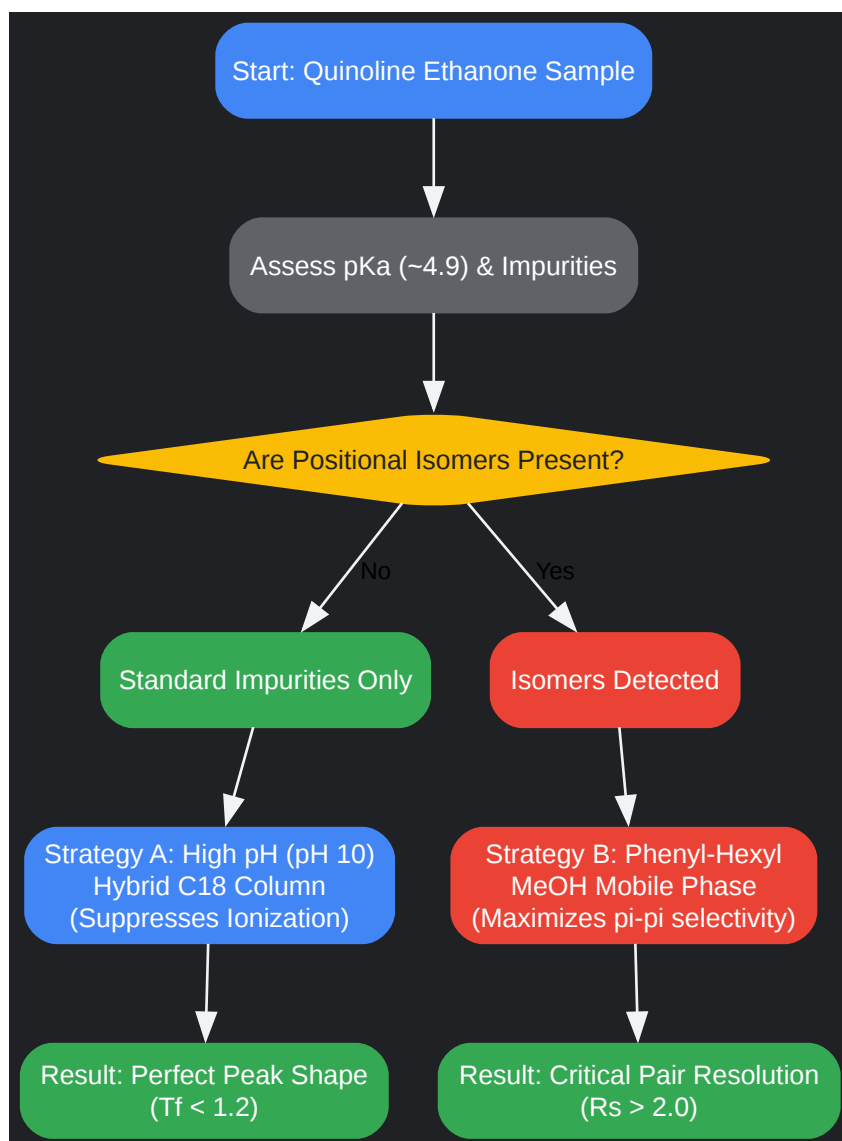 Start: Quinoline Ethanone Sample
Assess pKa (~4.9) & Impurities
Are Positional Isomers Present?
No
Yes
Standard Impurities Only
Isomers Detected
Strategy A: High pH (pH 10)
Hybrid C18 Column
(Suppresses Ionization)
Strategy B: Phenyl-Hexyl
MeOH Mobile Phase
(Maximizes pi-pi selectivity)
Result: Perfect Peak Shape
(Tf < 1.2)
Result: Critical Pair Resolution
(Rs > 2.0)